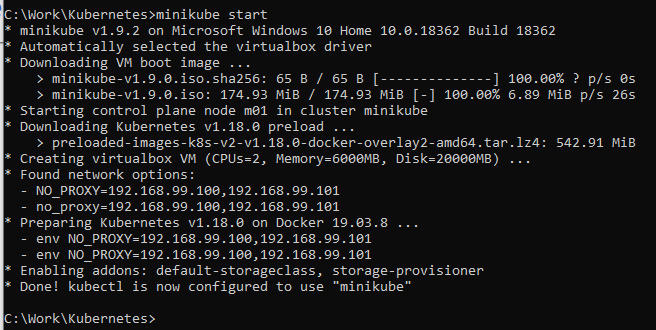 C:\Work\Kubernetes>minikube start
* minikube v1.9.2 on Microsoft Windows 10 Home 10.0.18362 Build 18362
* Automatically selected the virtualbox driver
* Downloading VM boot image ...
    > minikube-v1.9.0.iso.sha256: 65 B / 65 B [--------------] 100.00% ? p/s 0s
    > minikube-v1.9.0.iso: 174.93 MiB / 174.93 MiB [-] 100.00% 6.89 MiB p/s 26s
* Starting control plane node m01 in cluster minikube
* Downloading Kubernetes v1.18.0 preload ...
    > preloaded-images-k8s-v2-v1.18.0-docker-overlay2-amd64.tar.lz4: 542.91 MiB
* Creating virtualbox VM (CPUs=2, Memory=6000MB, Disk=20000MB) ...
* Found network options:
  - NO_PROXY=192.168.99.100,192.168.99.101
  - no_proxy=192.168.99.100,192.168.99.101
* Preparing Kubernetes v1.18.0 on Docker 19.03.8 ...
  - env NO_PROXY=192.168.99.100,192.168.99.101
  - env NO_PROXY=192.168.99.100,192.168.99.101
* Enabling addons: default-storageclass, storage-provisioner
* Done! kubectl is now configured to use "minikube"
C:\Work\Kubernetes>